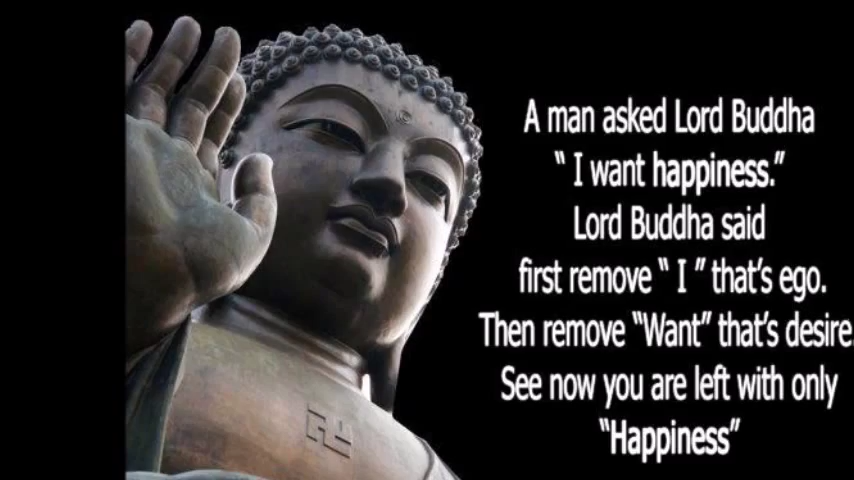 A man asked Lord Buddha
“ I want happiness.”
Lord Buddha said
first remove “ I ” that’s ego.
Then remove “Want” that’s desire.
See now you are left with only
“Happiness”